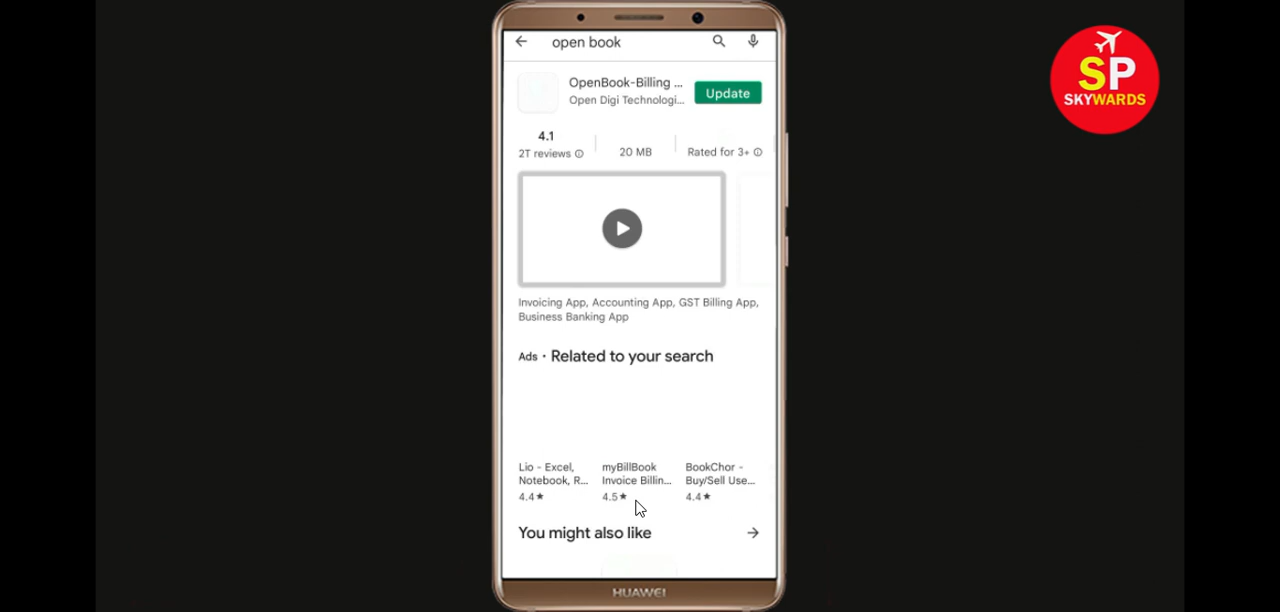 open book
OpenBook-Billing ...
Open Digi Technologi...
Update
4.1
2T reviews
20 MB
Rated for 3+
Invoicing App, Accounting App, GST Billing App,
Business Banking App
Ads • Related to your search
Lio - Excel,
Notebook, R...
4.4★
myBillBook
Invoice Billin...
4.5★
BookChor -
Buy/Sell Use...
4.4★
You might also like
HUAWEI
SP
SKYWARDS